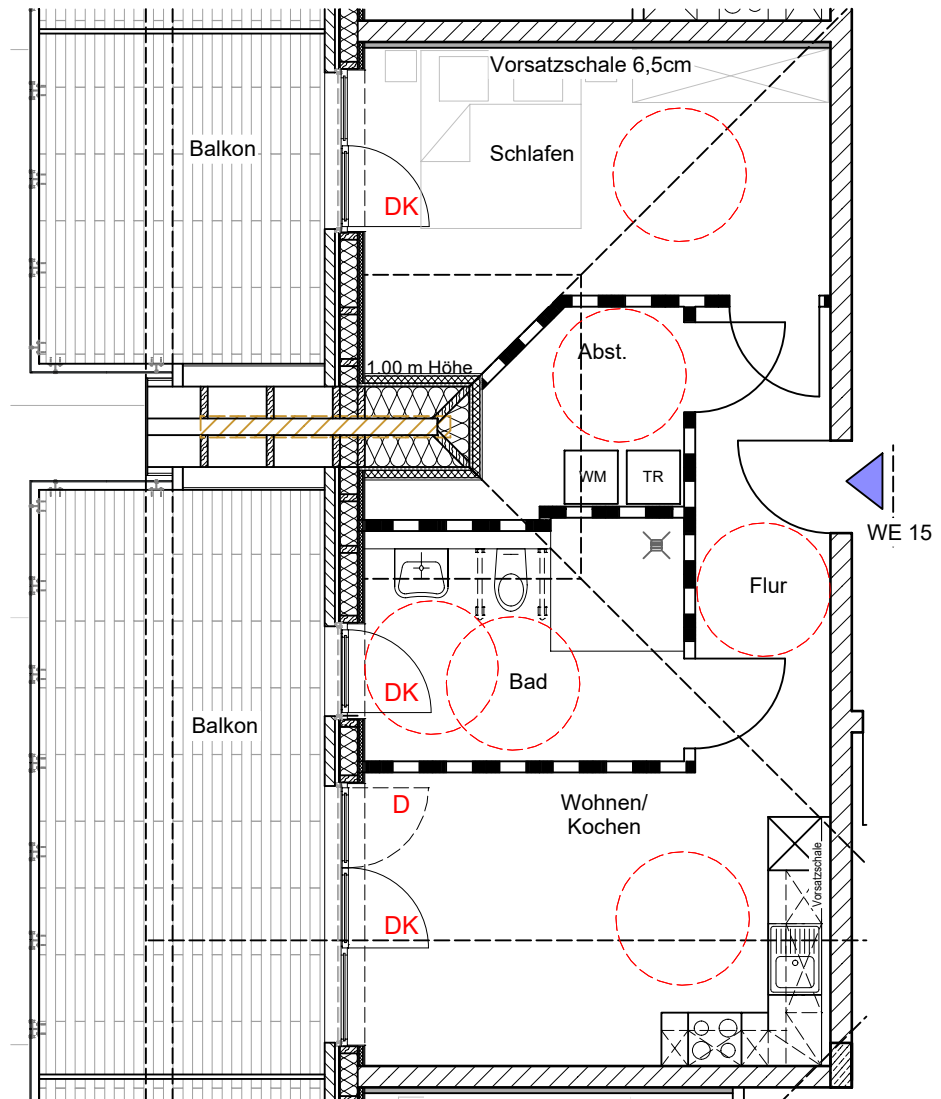 Vorsatzschale 6,5cm
Balkon
Schlafen
DK
1.00 m Höhe
Abst.
WM
TR
WE 15
Flur
Bad
DK
Balkon
D
Wohnen/
Kochen
Vorsatzschale
DK